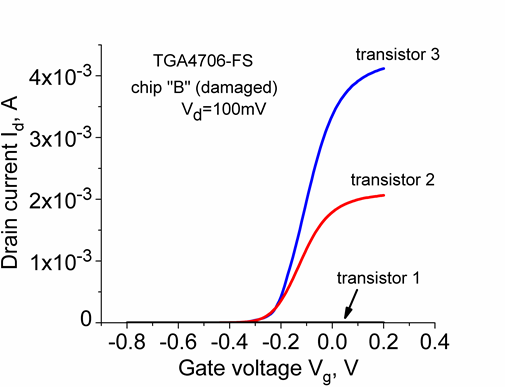 TGA4706-FS
chip "B" (damaged)
V_d=100mV
transistor 3
transistor 2
transistor 1
Drain current I_d, A
4x10^-3
3x10^-3
2x10^-3
1x10^-3
0
-0.8 -0.6 -0.4 -0.2 0.0 0.2 0.4
Gate voltage V_g, V